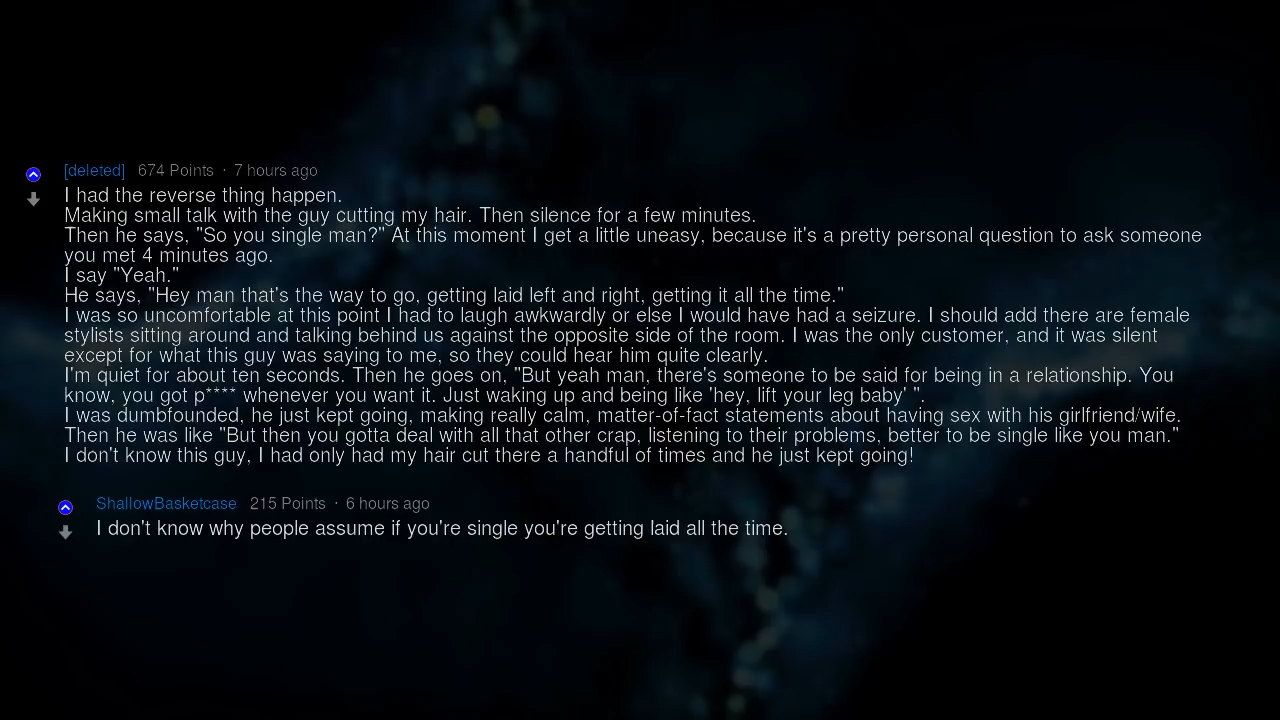 [deleted] 674 Points · 7 hours ago
I had the reverse thing happen.
Making small talk with the guy cutting my hair. Then silence for a few minutes.
Then he says, "So you single man?" At this moment I get a little uneasy, because it's a pretty personal question to ask someone
you met 4 minutes ago.
I say "Yeah."
He says, "Hey man that's the way to go, getting laid left and right, getting it all the time."
I was so uncomfortable at this point I had to laugh awkwardly or else I would have had a seizure. I should add there are female
stylists sitting around and talking behind us against the opposite side of the room. I was the only customer, and it was silent
except for what this guy was saying to me, so they could hear him quite clearly.
I'm quiet for about ten seconds. Then he goes on, "But yeah man, there's someone to be said for being in a relationship. You
know, you got p**** whenever you want it. Just waking up and being like 'hey, lift your leg baby' ".
I was dumbfounded, he just kept going, making really calm, matter-of-fact statements about having sex with his girlfriend/wife.
Then he was like "But then you gotta deal with all that other crap, listening to their problems, better to be single like you man."
I don't know this guy, I had only had my hair cut there a handful of times and he just kept going!
ShallowBasketcase 215 Points · 6 hours ago
I don't know why people assume if you're single you're getting laid all the time.